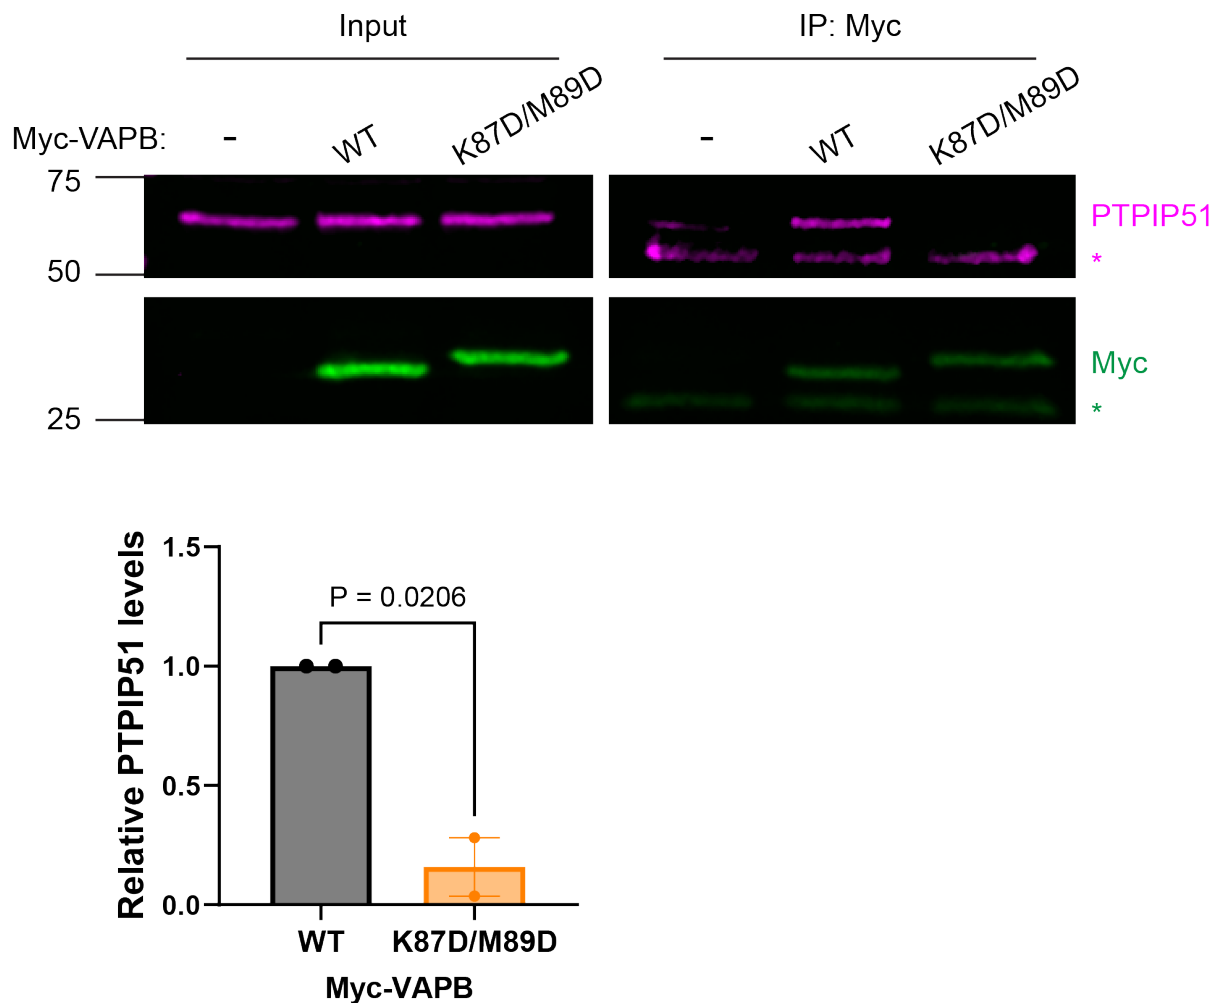 Input
IP: Myc
Myc-VAPB:
-
WT
K87D/M89D
-
WT
K87D/M89D
75
50
PTPIP51
*
25
Myc
*
Relative PTPIP51 levels
1.5
1.0
0.5
0.0
P = 0.0206
WT
K87D/M89D
Myc-VAPB